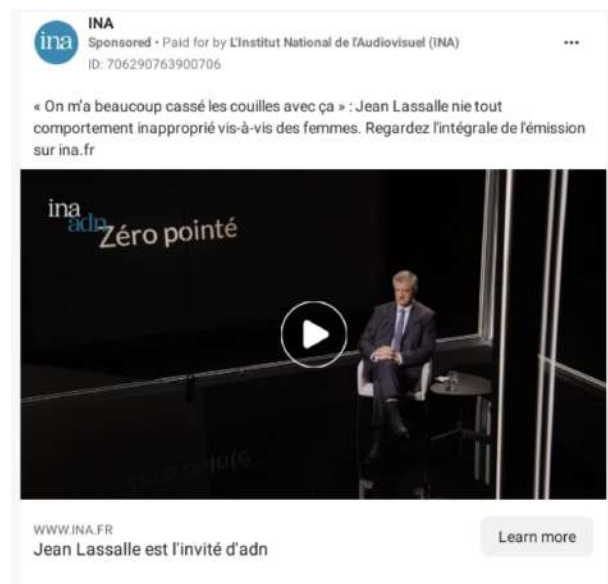 ina
INA
Sponsored • Paid for by L'Institut National de l'Audiovisuel (INA)
ID: 706290763900706
« On m'a beaucoup cassé les couilles avec ça » : Jean Lassalle nie tout
comportement inapproprié vis-à-vis des femmes. Regardez l'intégrale de l'émission
sur ina.fr
ina
adn
Zéro pointé
WWW.INA.FR
Jean Lassalle est l'invité d'adn
Learn more